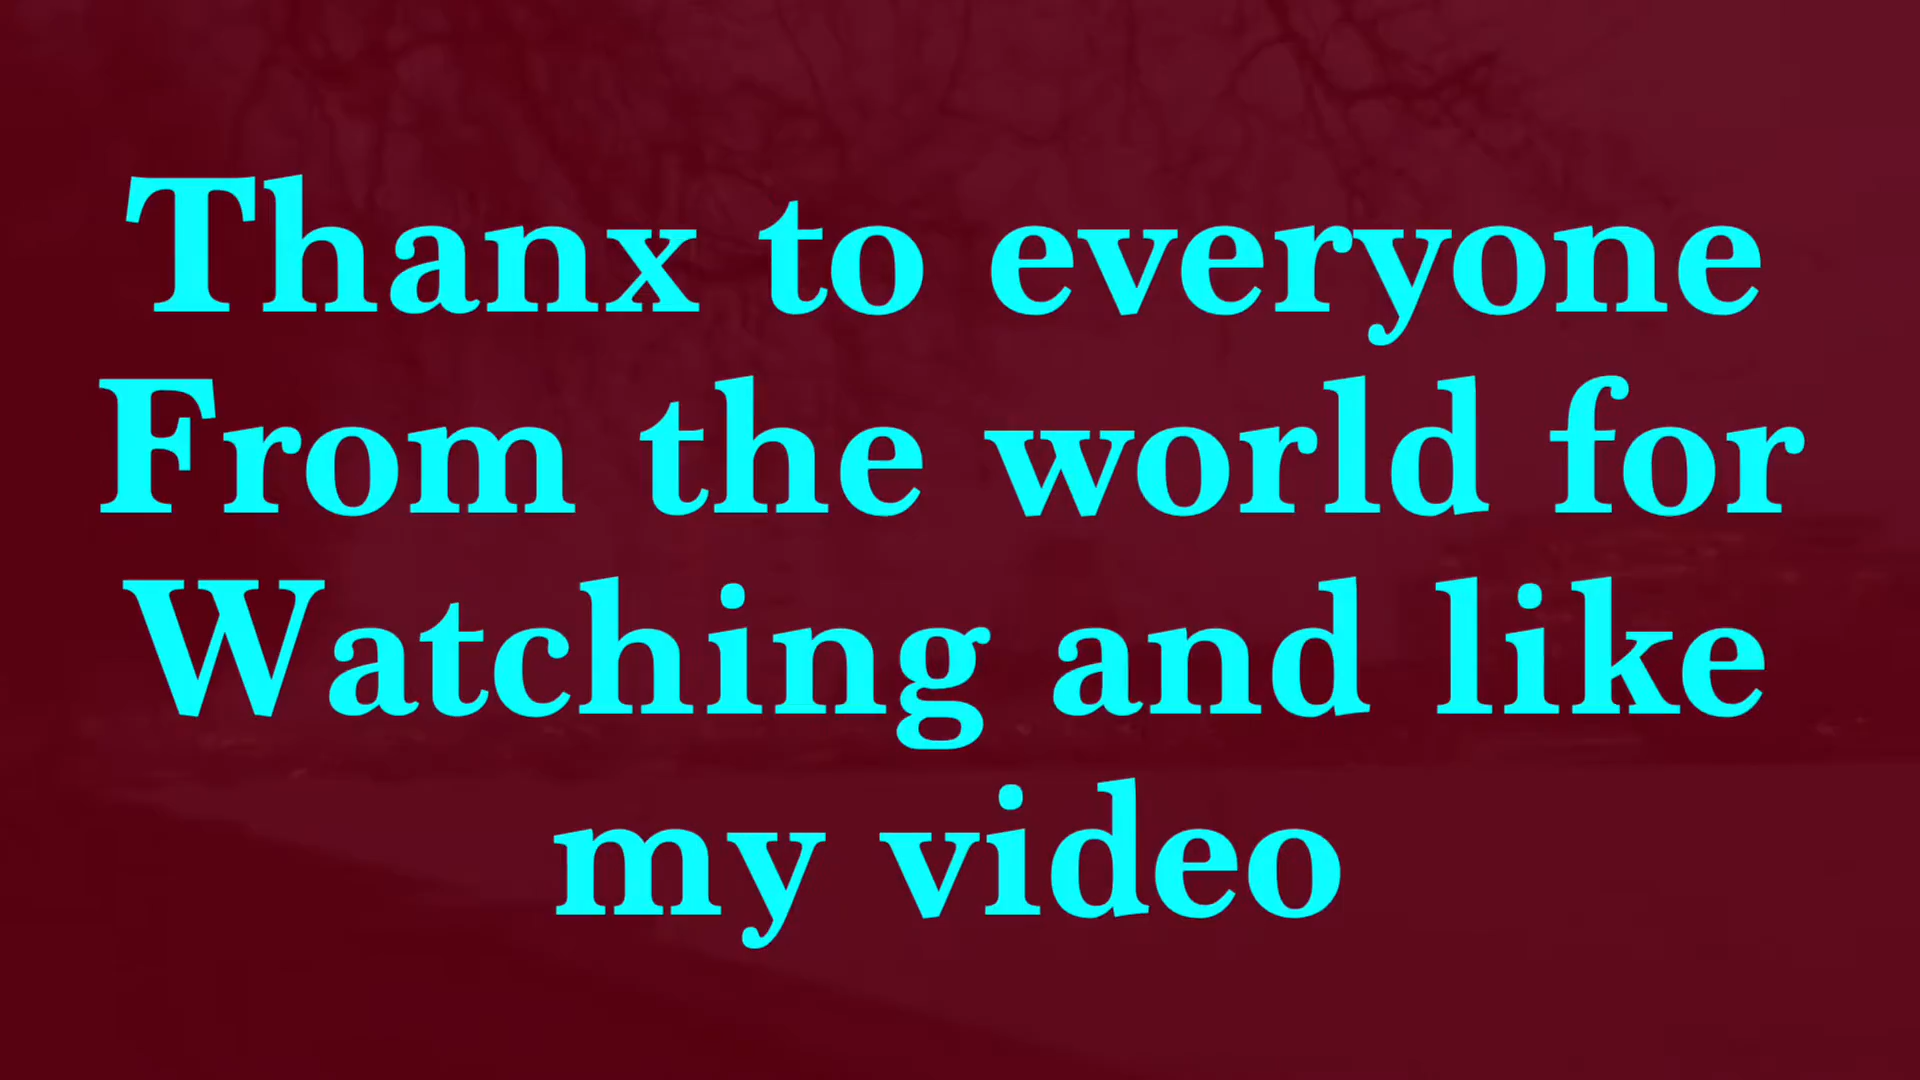 Thanx to everyone
From the world for
Watching and like
my video